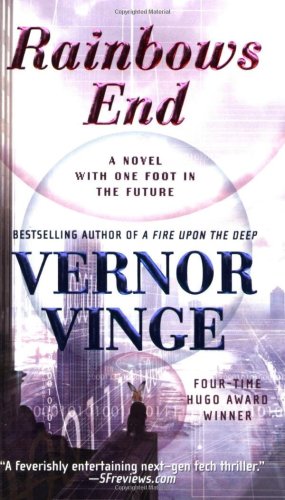 Rainbows
End
A NOVEL
WITH ONE FOOT IN
THE FUTURE
BESTSELLING AUTHOR OF A FIRE UPON THE DEEP
VERNOR
VINGE
FOUR-TIME
HUGO AWARD
WINNER
"A feverishly entertaining next-gen tech thriller."
—SFreviews.com